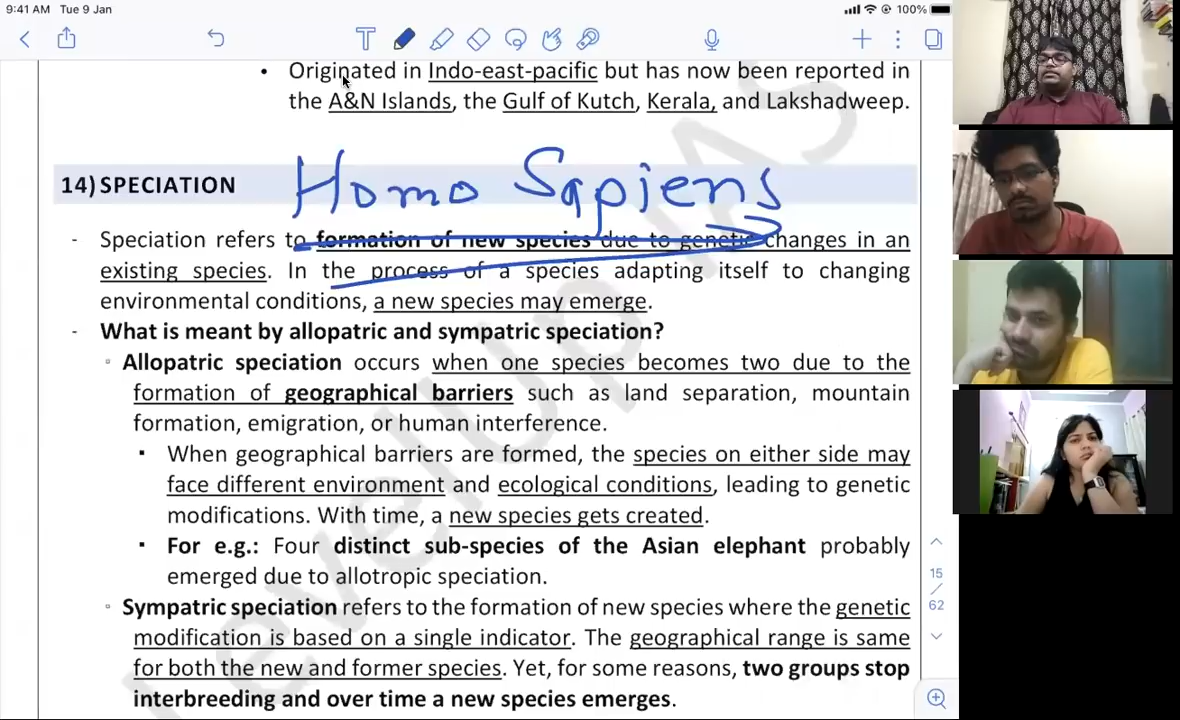 9:41 AM Tue 9 Jan
100%
• Originated in Indo-east-pacific but has now been reported in
the A&N Islands, the Gulf of Kutch, Kerala, and Lakshadweep.
14) SPECIATION Homo Sapiens
- Speciation refers to formation of new species due to genetic changes in an
existing species. In the process of a species adapting itself to changing
environmental conditions, a new species may emerge.
- What is meant by allopatric and sympatric speciation?
▫ Allopatric speciation occurs when one species becomes two due to the
formation of geographical barriers such as land separation, mountain
formation, emigration, or human interference.
▪ When geographical barriers are formed, the species on either side may
face different environment and ecological conditions, leading to genetic
modifications. With time, a new species gets created.
▪ For e.g.: Four distinct sub-species of the Asian elephant probably
emerged due to allotropic speciation.
▫ Sympatric speciation refers to the formation of new species where the genetic
modification is based on a single indicator. The geographical range is same
for both the new and former species. Yet, for some reasons, two groups stop
interbreeding and over time a new species emerges.
15
/
62
LevelUp IAS